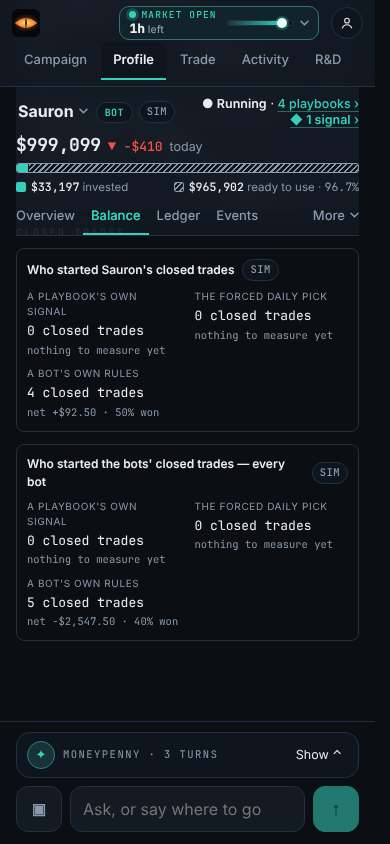 MARKET OPEN
1h left
Campaign Profile Trade Activity R&D
Sauron BOT SIM Running · 4 playbooks ›
1 signal ›
$999,099 ▼ -$410 today
$33,197 invested $965,902 ready to use · 96.7%
Overview Balance Ledger Events More
CLOSED TRADES
Who started Sauron's closed trades SIM
A PLAYBOOK'S OWN SIGNAL
0 closed trades
nothing to measure yet
THE FORCED DAILY PICK
0 closed trades
nothing to measure yet
A BOT'S OWN RULES
4 closed trades
net +$92.50 · 50% won
Who started the bots' closed trades — every bot SIM
A PLAYBOOK'S OWN SIGNAL
0 closed trades
nothing to measure yet
THE FORCED DAILY PICK
0 closed trades
nothing to measure yet
A BOT'S OWN RULES
5 closed trades
net -$2,547.50 · 40% won
MONEYPENNY · 3 TURNS Show
Ask, or say where to go